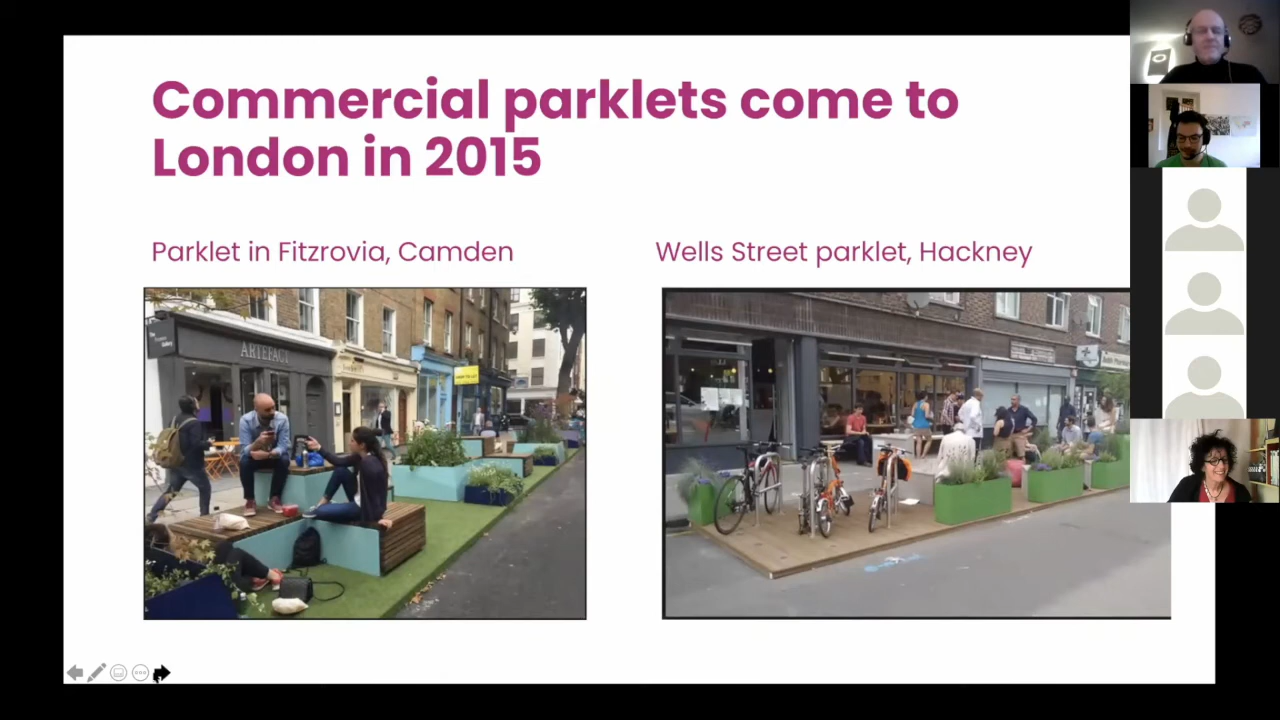 Commercial parklets come to
London in 2015
Parklet in Fitzrovia, Camden
Wells Street parklet, Hackney
ARTEFACT